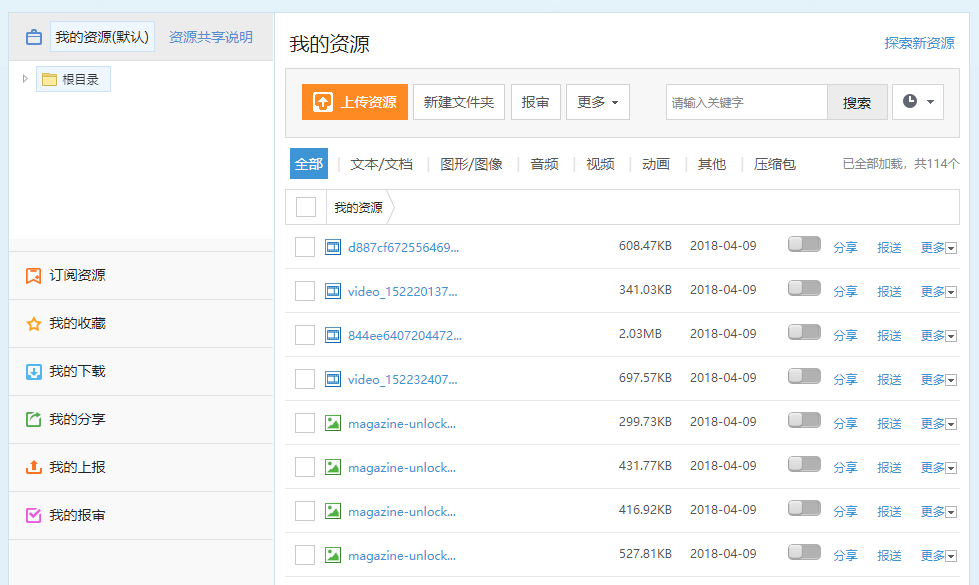 我的资源(默认) 资源共享说明
根目录
订阅资源
我的收藏
我的下载
我的分享
我的上报
我的报审
我的资源 探索新资源
上传资源 新建文件夹 报审 更多 请输入关键字 搜索
全部 文本/文档 图形/图像 音频 视频 动画 其他 压缩包 已全部加载，共114个
我的资源
d887cf672556469... 608.47KB 2018-04-09 分享 报送 更多
video_152220137... 341.03KB 2018-04-09 分享 报送 更多
844ee6407204472... 2.03MB 2018-04-09 分享 报送 更多
video_152232407... 697.57KB 2018-04-09 分享 报送 更多
magazine-unlock... 299.73KB 2018-04-09 分享 报送 更多
magazine-unlock... 431.77KB 2018-04-09 分享 报送 更多
magazine-unlock... 416.92KB 2018-04-09 分享 报送 更多
magazine-unlock... 527.81KB 2018-04-09 分享 报送 更多